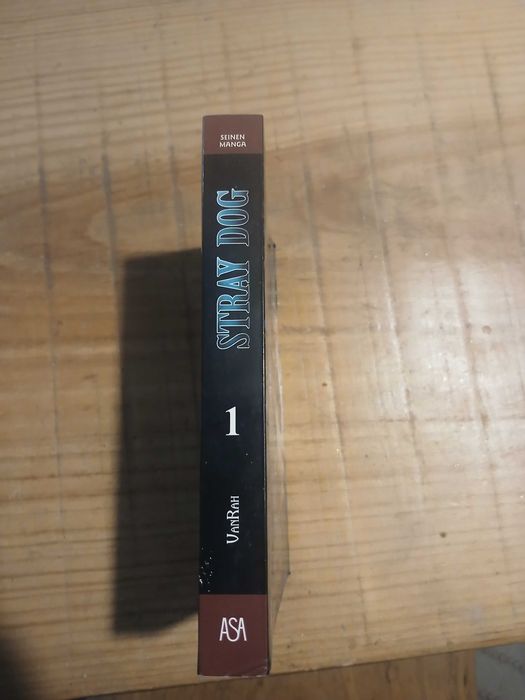 SEINEN
MANGA
STRAY DOG
1
VANRAH
ASA